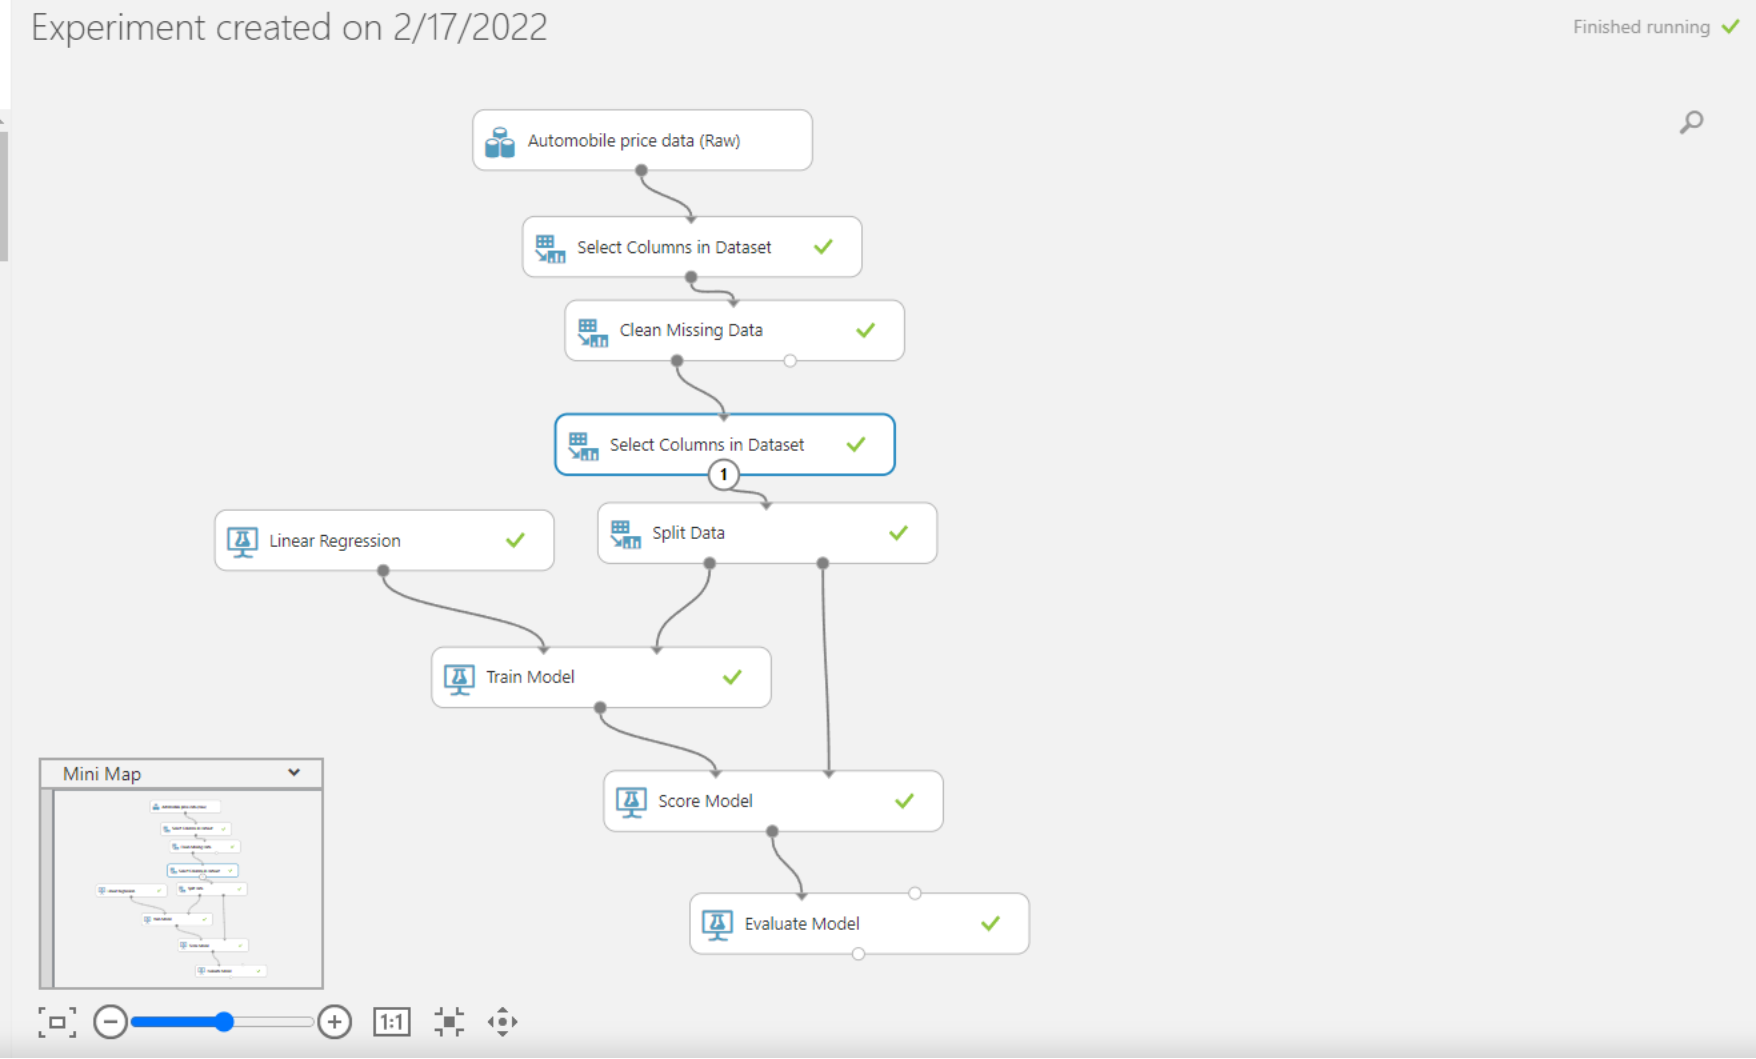 Experiment created on 2/17/2022
Finished running
Automobile price data (Raw)
Select Columns in Dataset
Clean Missing Data
Select Columns in Dataset
1
Linear Regression
Split Data
Train Model
Score Model
Evaluate Model
Mini Map
1:1